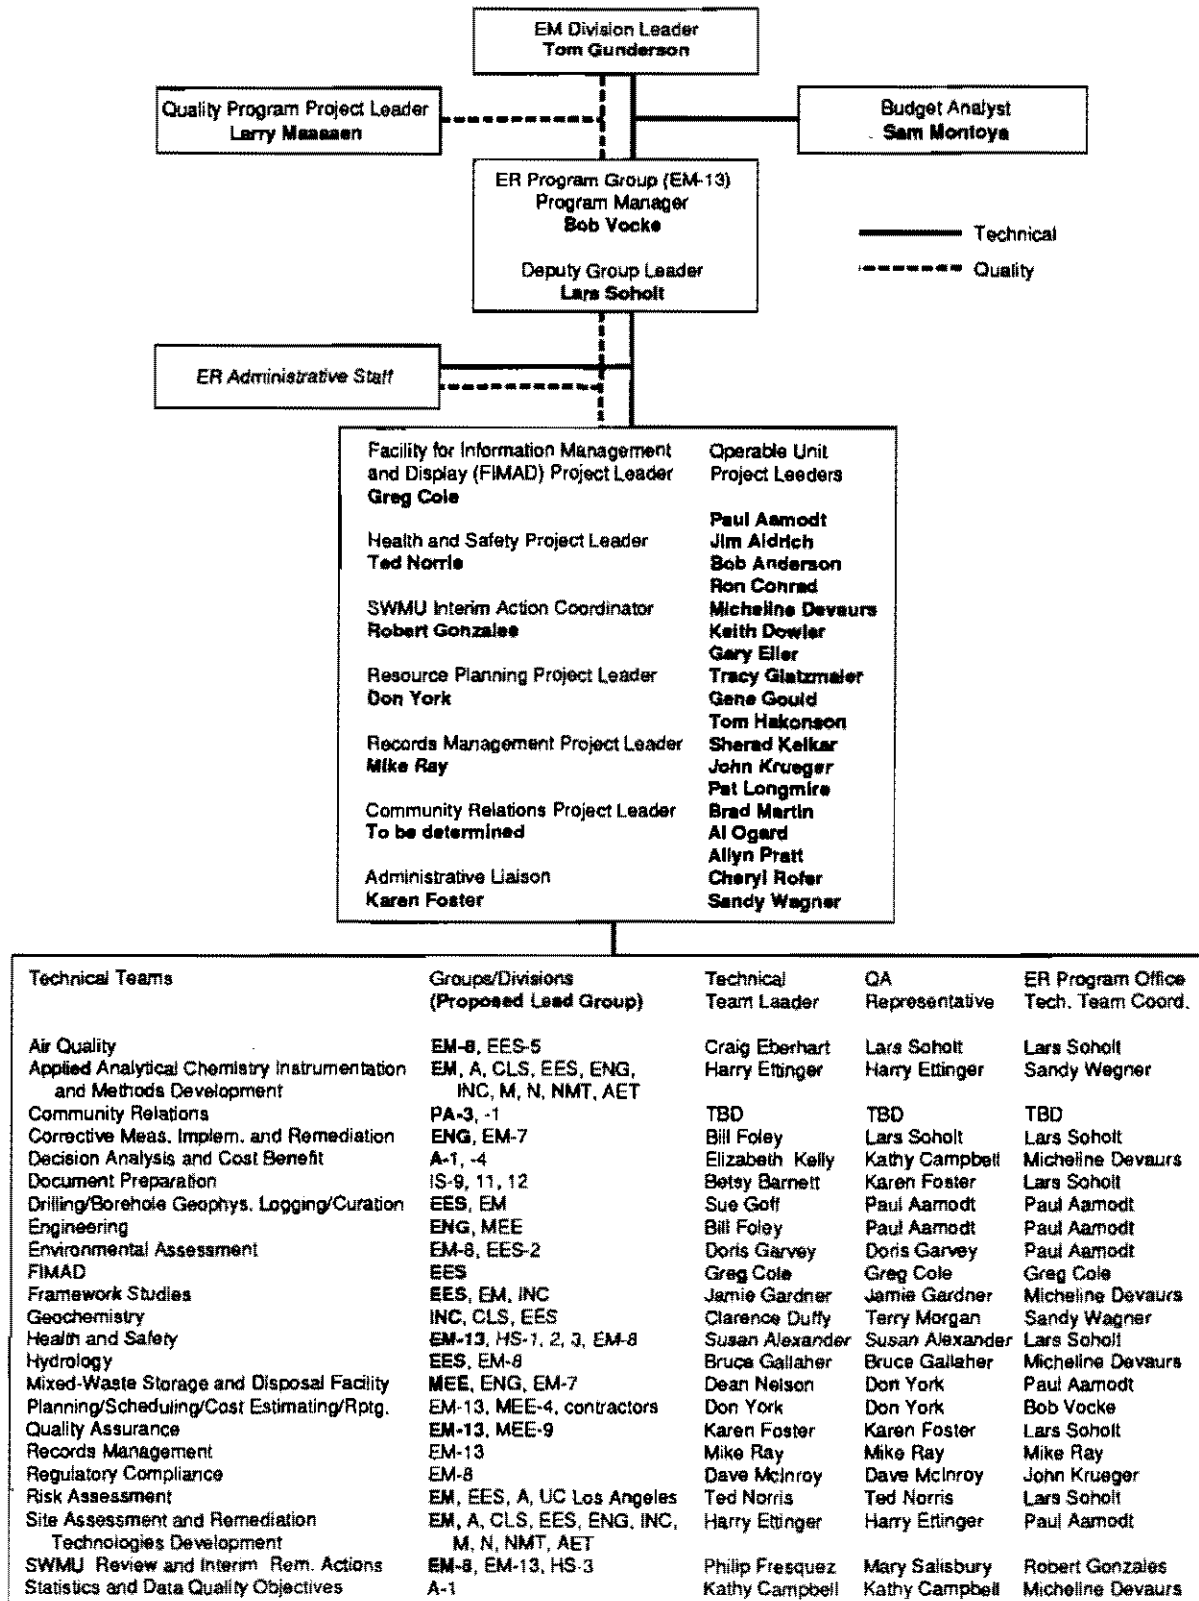 EM Division Leader
Tom Gunderson
Quality Program Project Leader
Larry Maassen
Budget Analyst
Sam Montoya
ER Program Group (EM-13)
Program Manager
Bob Vocke
Deputy Group Leader
Lars Soholt
Technical
Quality
ER Administrative Staff
Facility for Information Management
and Display (FIMAD) Project Leader
Greg Cole
Health and Safety Project Leader
Ted Norris
SWMU Interim Action Coordinator
Robert Gonzales
Resource Planning Project Leader
Don York
Records Management Project Leader
Mike Ray
Community Relations Project Leader
To be determined
Administrative Liaison
Karen Foster
Operable Unit
Project Leaders
Paul Aamodt
Jim Aldrich
Bob Anderson
Ron Conrad
Micheline Devaurs
Keith Dowler
Gary Eller
Tracy Glatzmaier
Gene Gould
Tom Hakonson
Sharad Kelkar
John Krueger
Pat Longmire
Brad Martin
Al Ogard
Allyn Pratt
Cheryl Rofer
Sandy Wagner
Technical Teams Groups/Divisions Technical QA ER Program Office
(Proposed Lead Group) Team Leader Representative Tech. Team Coord.
Air Quality EM-8, EES-5 Craig Eberhart Lars Soholt Lars Soholt
Applied Analytical Chemistry Instrumentation EM, A, CLS, EES, ENG, Harry Ettinger Harry Ettinger Sandy Wagner
and Methods Development INC, M, N, NMT, AET
Community Relations PA-3, -1 TBD TBD TBD
Corrective Meas. Implem. and Remediation ENG, EM-7 Bill Foley Lars Soholt Lars Soholt
Decision Analysis and Cost Benefit A-1, -4 Elizabeth Kelly Kathy Campbell Micheline Devaurs
Document Preparation IS-9, 11, 12 Betsy Barnett Karen Foster Lars Soholt
Drilling/Borehole Geophys. Logging/Curation EES, EM Sue Goff Paul Aamodt Paul Aamodt
Engineering ENG, MEE Bill Foley Paul Aamodt Paul Aamodt
Environmental Assessment EM-8, EES-2 Doris Garvey Doris Garvey Paul Aamodt
FIMAD EES Greg Cole Greg Cole Greg Cole
Framework Studies EES, EM, INC Jamie Gardner Jamie Gardner Micheline Devaurs
Geochemistry INC, CLS, EES Clarence Duffy Terry Morgan Sandy Wagner
Health and Safety EM-13, HS-1, 2, 3, EM-8 Susan Alexander Susan Alexander Lars Soholt
Hydrology EES, EM-8 Bruce Gallaher Bruce Gallaher Micheline Devaurs
Mixed-Waste Storage and Disposal Facility MEE, ENG, EM-7 Dean Nelson Don York Paul Aamodt
Planning/Scheduling/Cost Estimating/Rptg. EM-13, MEE-4, contractors Don York Don York Bob Vocke
Quality Assurance EM-13, MEE-9 Karen Foster Karen Foster Lars Soholt
Records Management EM-13 Mike Ray Mike Ray Mike Ray
Regulatory Compliance EM-8 Dave McInroy Dave McInroy John Krueger
Risk Assessment EM, EES, A, UC Los Angeles Ted Norris Ted Norris Lars Soholt
Site Assessment and Remediation EM, A, CLS, EES, ENG, INC, Harry Ettinger Harry Ettinger Paul Aamodt
Technologies Development M, N, NMT, AET
SWMU Review and Interim Rem. Actions EM-8, EM-13, HS-3 Philip Fresquez Mary Salisbury Robert Gonzales
Statistics and Data Quality Objectives A-1 Kathy Campbell Kathy Campbell Micheline Devaurs